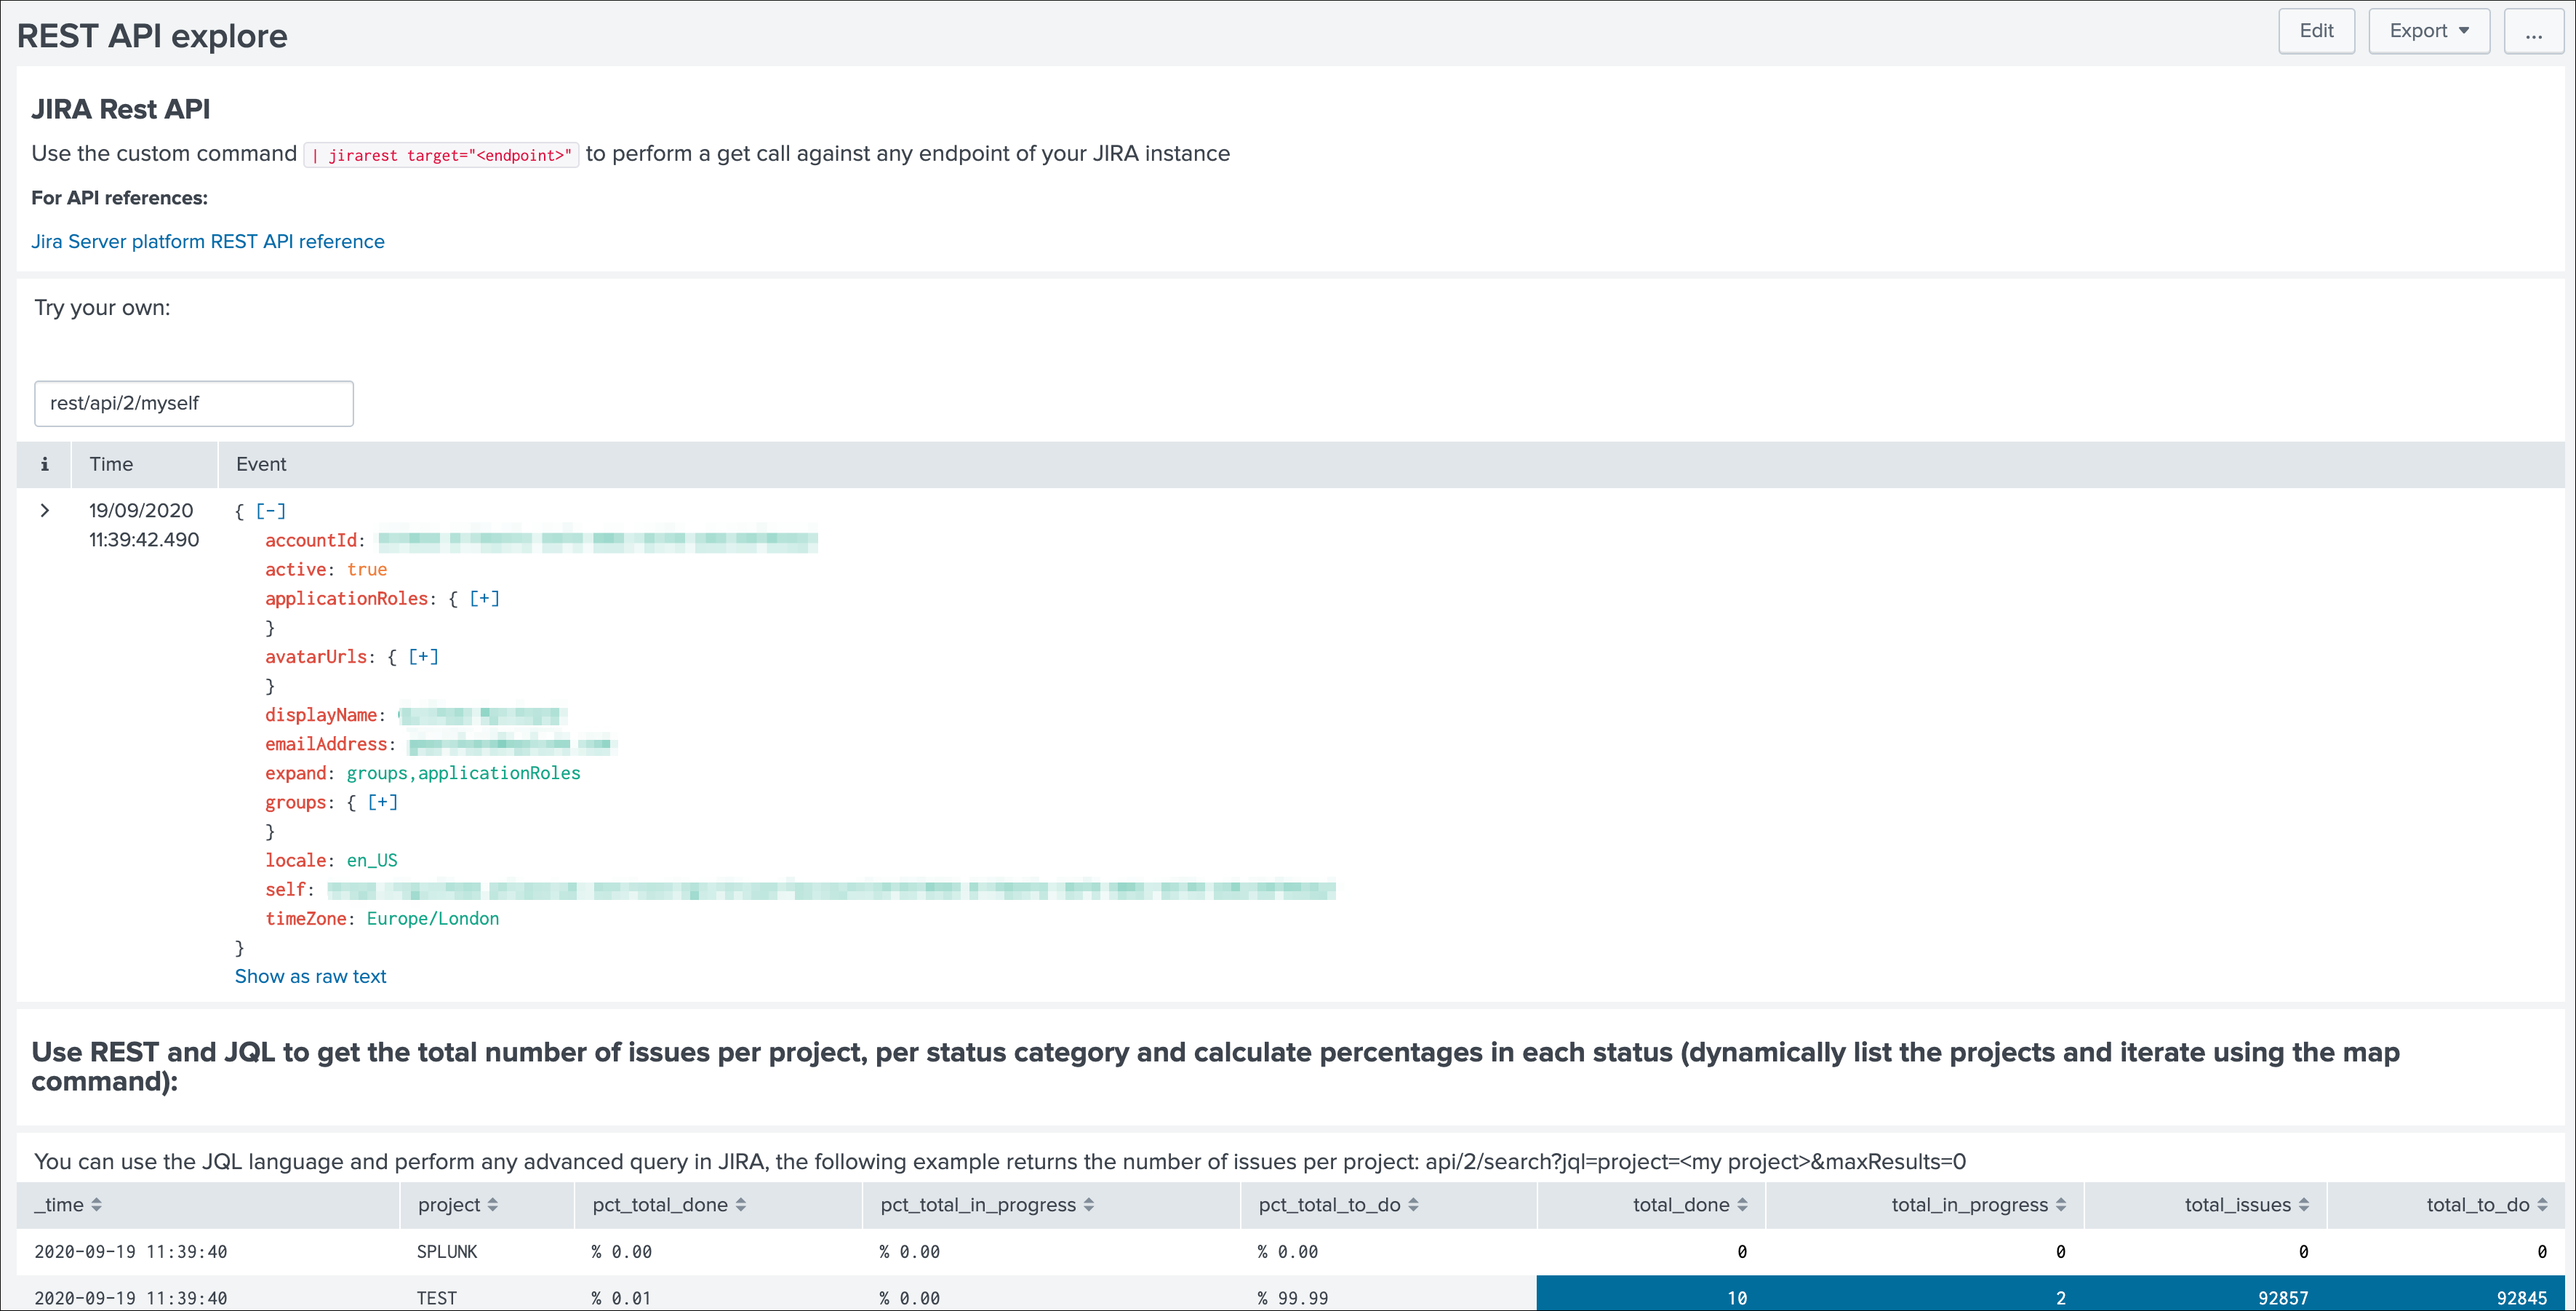 REST API explore
Edit
Export
...
JIRA Rest API
Use the custom command | jirarest target="<endpoint>" to perform a get call against any endpoint of your JIRA instance
For API references:
Jira Server platform REST API reference
Try your own:
rest/api/2/myself
i Time Event
19/09/2020 { [-]
11:39:42.490 accountId:
active: true
applicationRoles: { [+]
}
avatarUrls: { [+]
}
displayName:
emailAddress:
expand: groups,applicationRoles
groups: { [+]
}
locale: en_US
self:
timeZone: Europe/London
}
Show as raw text
Use REST and JQL to get the total number of issues per project, per status category and calculate percentages in each status (dynamically list the projects and iterate using the map
command):
You can use the JQL language and perform any advanced query in JIRA, the following example returns the number of issues per project: api/2/search?jql=project=<my project>&maxResults=0
_time project pct_total_done pct_total_in_progress pct_total_to_do total_done total_in_progress total_issues total_to_do
2020-09-19 11:39:40 SPLUNK % 0.00 % 0.00 % 0.00 0 0 0 0
2020-09-19 11:39:40 TEST % 0.01 % 0.00 % 99.99 10 2 92857 92845